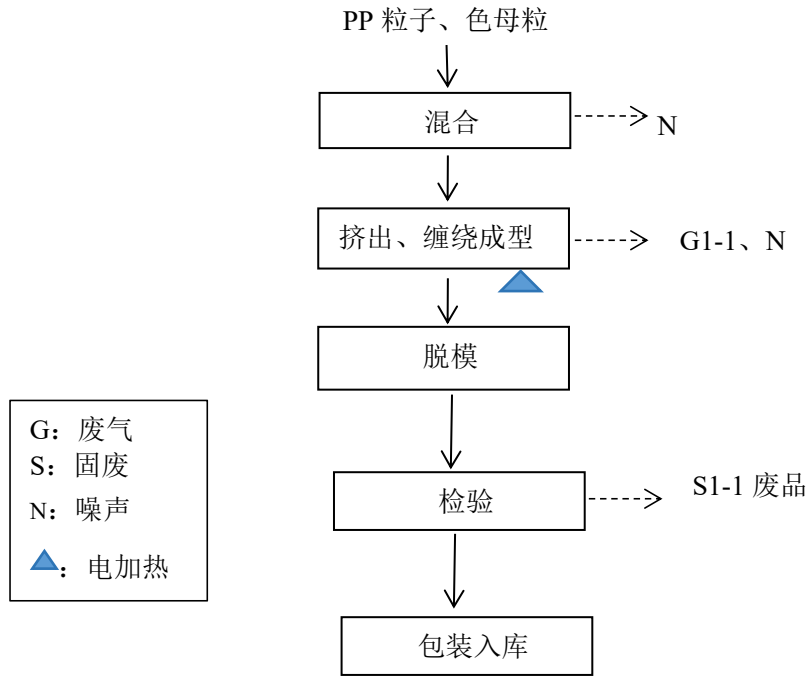 PP 粒子、色母粒
混合
N
挤出、缠绕成型
G1-1、N
脱模
G：废气
S：固废
N：噪声
：电加热
检验
S1-1 废品
包装入库